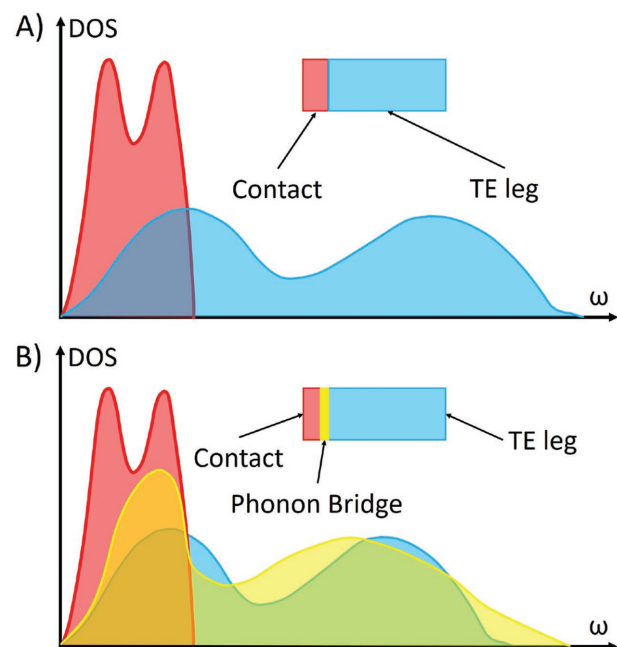 A)
DOS
Contact
TE leg
ω
B)
DOS
Contact
TE leg
Phonon Bridge
ω